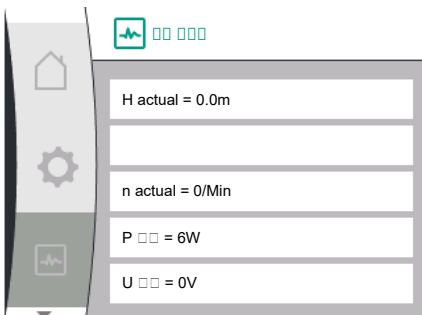 H actual = 0.0m
n actual = 0/Min
P = 6W
U = 0V